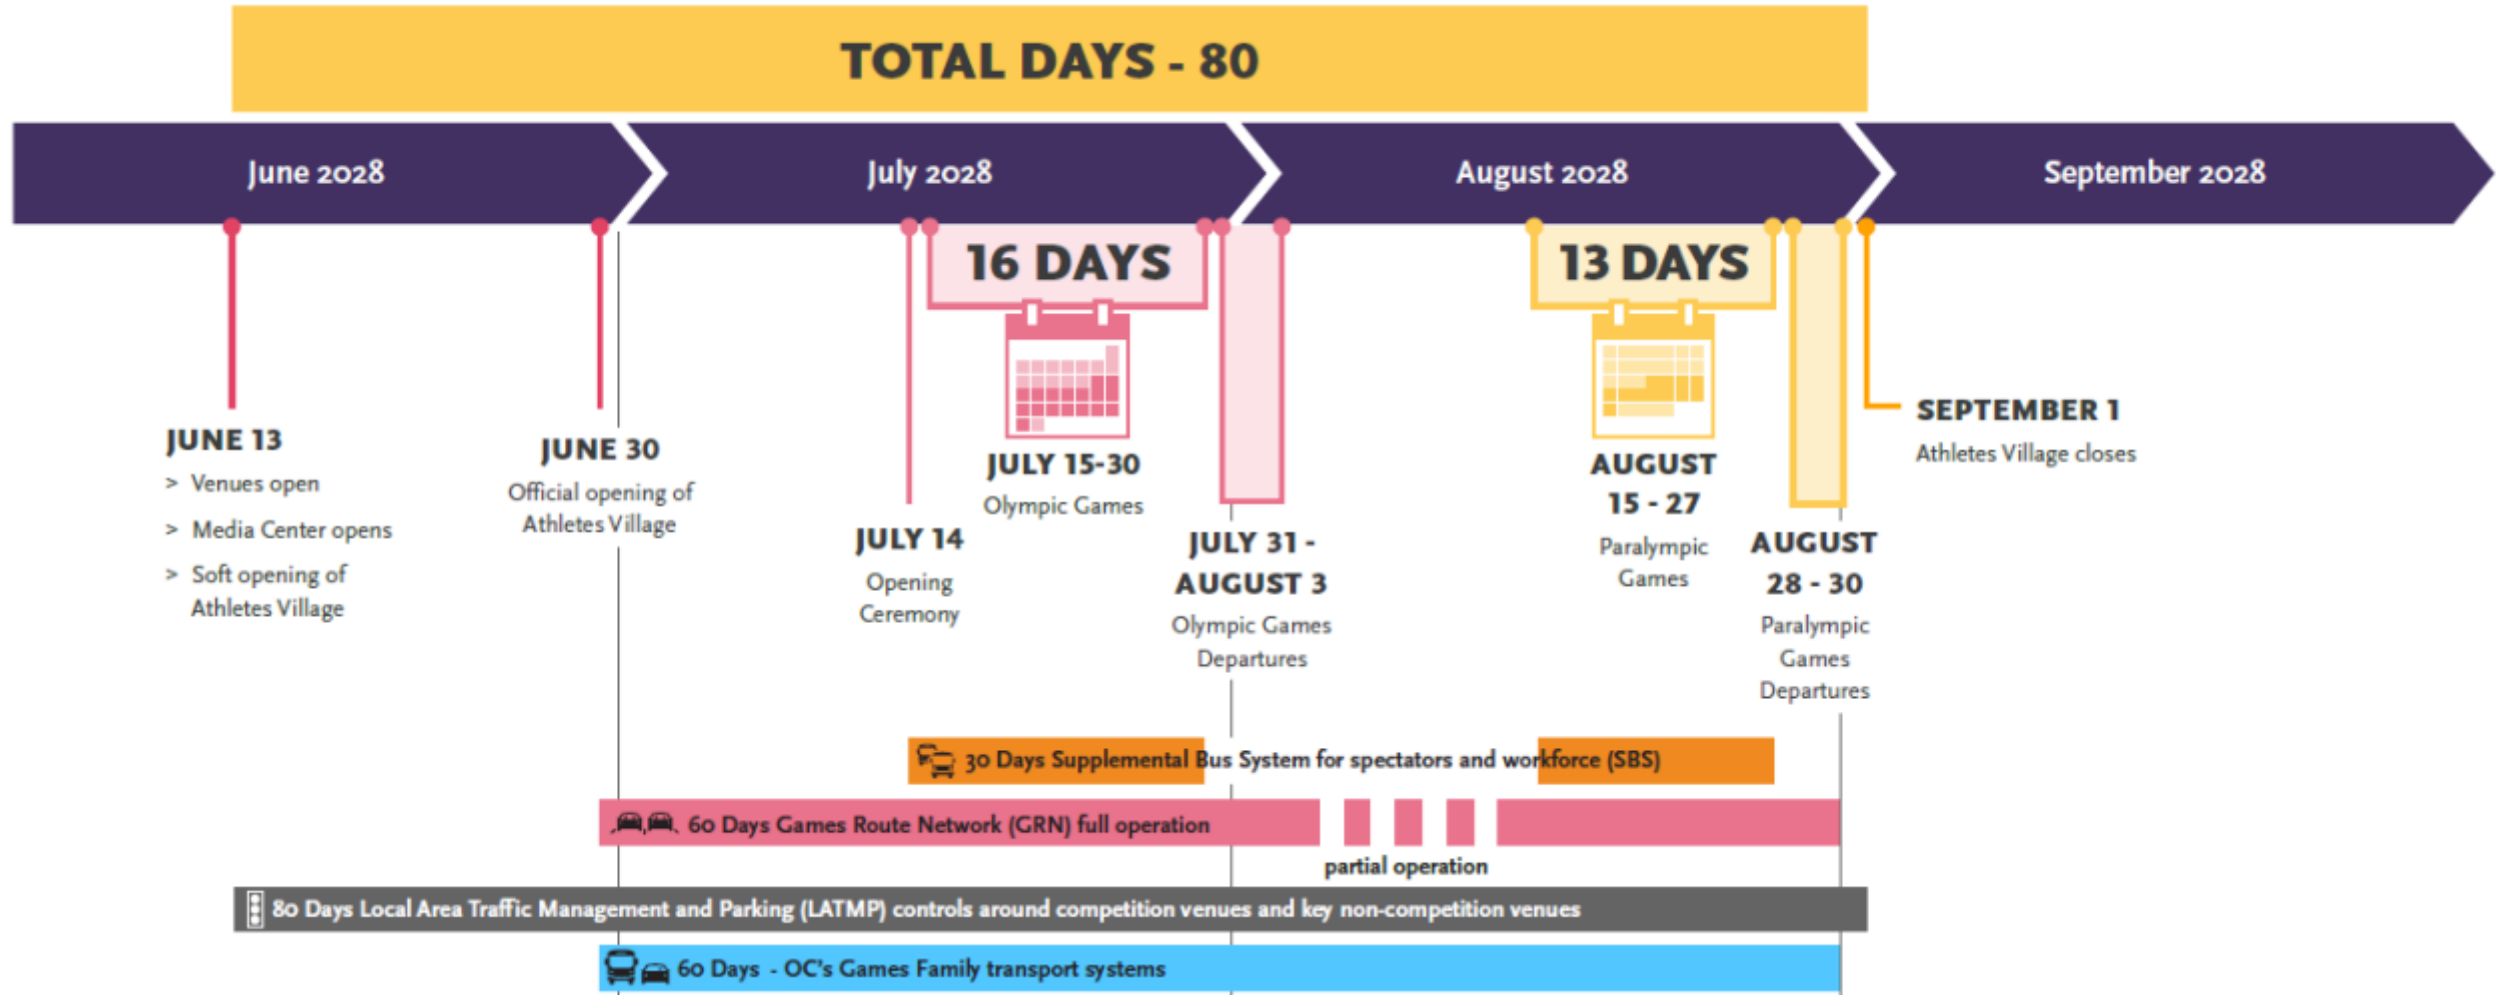 TOTAL DAYS - 80
June 2028
July 2028
August 2028
September 2028
16 DAYS
13 DAYS
JUNE 13
> Venues open
> Media Center opens
> Soft opening of
Athletes Village
JUNE 30
Official opening of
Athletes Village
JULY 14
Opening
Ceremony
JULY 15-30
Olympic Games
JULY 31 -
AUGUST 3
Olympic Games
Departures
AUGUST
15 - 27
Paralympic
Games
AUGUST
28 - 30
Paralympic
Games
Departures
SEPTEMBER 1
Athletes Village closes
30 Days Supplemental Bus System for spectators and workforce (SBS)
60 Days Games Route Network (GRN) full operation
partial operation
80 Days Local Area Traffic Management and Parking (LATMP) controls around competition venues and key non-competition venues
60 Days - OC's Games Family transport systems